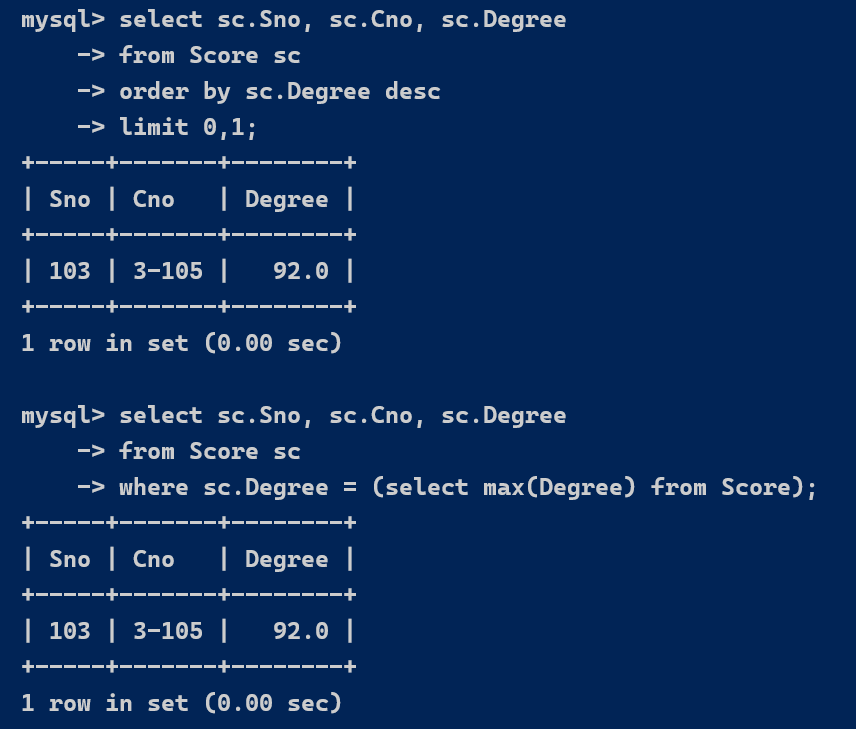 mysql> select sc.Sno, sc.Cno, sc.Degree
    -> from Score sc
    -> order by sc.Degree desc
    -> limit 0,1;
+-----+-------+--------+
| Sno | Cno   | Degree |
+-----+-------+--------+
| 103 | 3-105 |   92.0 |
+-----+-------+--------+
1 row in set (0.00 sec)

mysql> select sc.Sno, sc.Cno, sc.Degree
    -> from Score sc
    -> where sc.Degree = (select max(Degree) from Score);
+-----+-------+--------+
| Sno | Cno   | Degree |
+-----+-------+--------+
| 103 | 3-105 |   92.0 |
+-----+-------+--------+
1 row in set (0.00 sec)